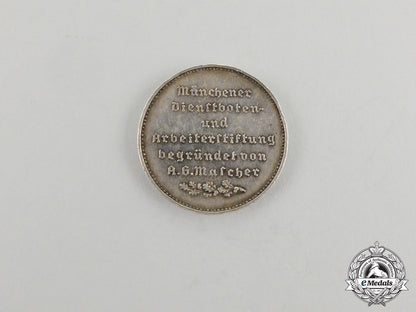 Münchener
Dienstboten-
und
Arbeiterstiftung
begründet von
A.G.Mascher
eMedals